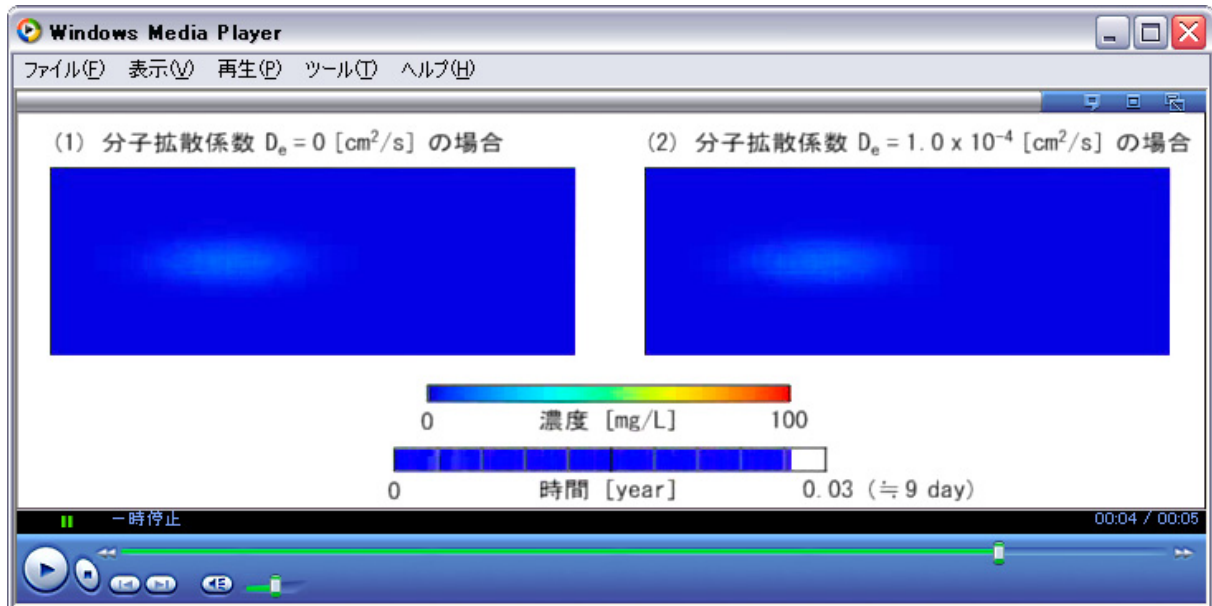 Windows Media Player
ファイル(F) 表示(V) 再生(P) ツール(T) ヘルプ(H)
(1) 分子拡散係数 De = 0 [cm²/s] の場合
(2) 分子拡散係数 De = 1.0 x 10⁻⁴ [cm²/s] の場合
0 濃度 [mg/L] 100
0 時間 [year] 0.03 (≒ 9 day)
一時停止 00:04 / 00:05